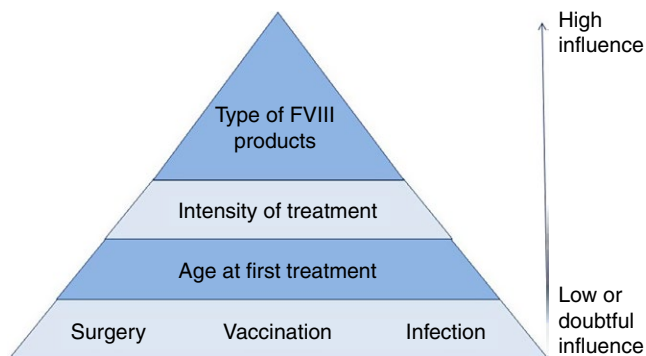 High
influence
Type of FVIII
products
Intensity of treatment
Age at first treatment
Low or
doubtful
influence
Surgery Vaccination Infection